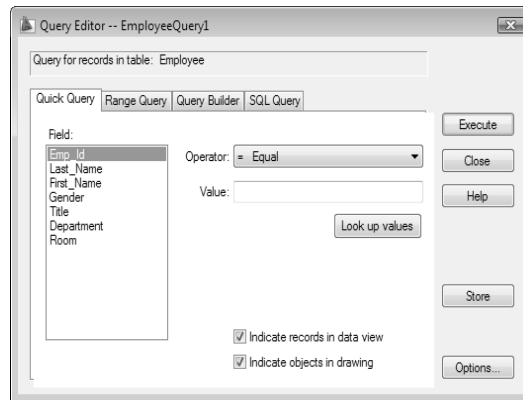 Query Editor -- EmployeeQuery1
Query for records in table: Employee
Quick Query Range Query Query Builder SQL Query
Field:
Emp_Id
Last_Name
First_Name
Gender
Title
Department
Room
Operator: = Equal
Value:
Look up values
Indicate records in data view
Indicate objects in drawing
Execute
Close
Help
Store
Options...